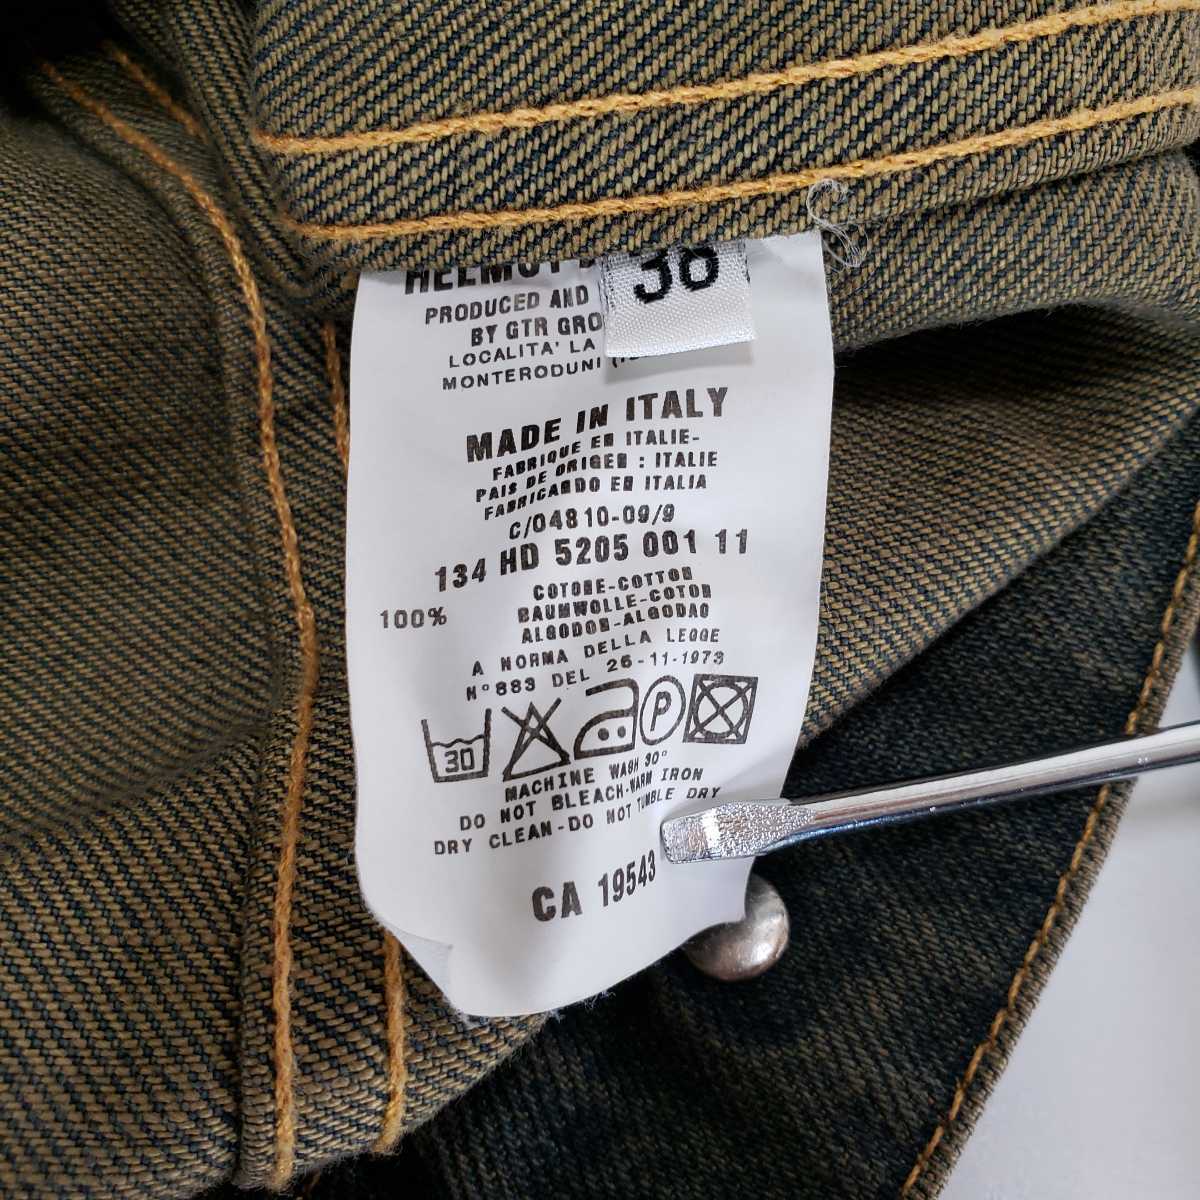 HELMUT
38
PRODUCED AND
BY GTR GRO
LOCALITA' LA
MONTERODUNI
MADE IN ITALY
FABRIQUE EN ITALIE-
PAIS DE ORIGEN : ITALIE
FABRICANDO EN ITALIA
C/04810-09/9
134 HD 5205 001 11
COTONE-COTTON
100% BAUMWOLLE-COTON
ALGODON-ALGODAO
A NORMA DELLA LEGGE
N° 883 DEL 26-11-1973
30
P
MACHINE WASH 30°
DO NOT BLEACH-WARM IRON
DRY CLEAN-DO NOT TUMBLE DRY
CA 19543